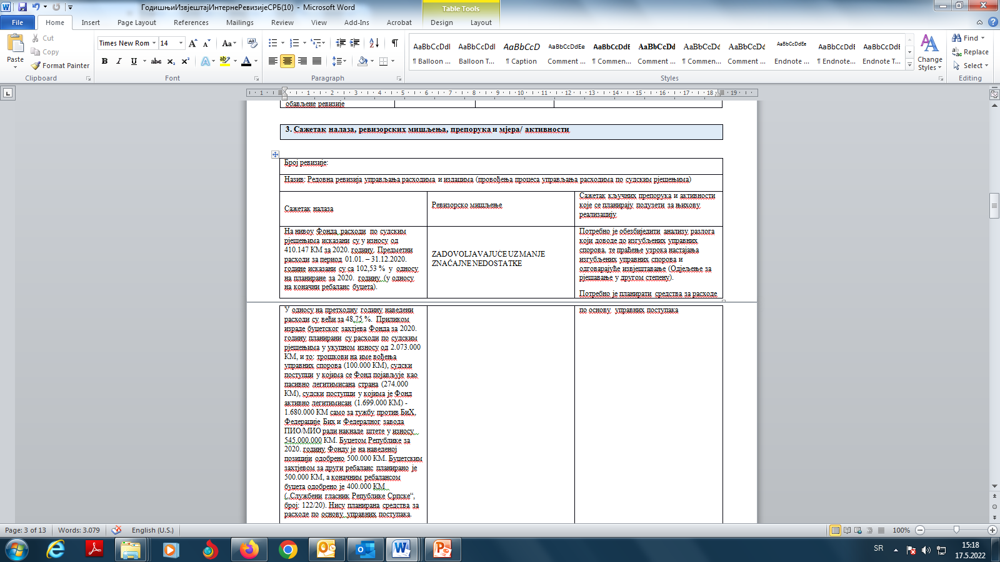 ГодишњиИзвјештајИнтернеРевизијеСРБ(10) - Microsoft Word
Table Tools
File Home Insert Page Layout References Mailings Review View Add-Ins Acrobat Design Layout
Paste
Cut
Copy
Format Painter
Clipboard
Times New Rom 14
Font
Paragraph
AaBbCcDdI AaBbCcDdI AaBbCcD AaBbCcDdEe AaBbCcDdE AaBbCcDd AaBbCcDd AaBbCcDd AaBbCcDdEe AaBbCcDdE AaBbCcDdE
¶ Balloon ... Balloon T... ¶ Caption Comment ... ¶ Commen... Comment ... ¶ Commen... Comment ... Endnote ... ¶ Endnote... Endnote T...
Styles
Change Styles
Find
Replace
Select
Editing
обављене ревизије
3. Сажетак налаза, ревизорских мишљења, препорука и мјера/ активности
Број ревизије:
Назив: Редовна ревизија управљања расходима и издацима (провођења процеса управљања расходима по судским рјешењима)
Сажетак налаза
Ревизорско мишљење
Сажетак кључних препорука и активности
које се планирају подузети за њихову
реализацију
На нивоу Фонда расходи по судским
рјешењима исказани су у износу од
410.147 КМ за 2020. годину. Предметни
расходи за период 01.01. – 31.12.2020.
године исказани су са 102,53 % у односу
на планиране за 2020. годину (у односу
на коначни ребаланс буџета).
ZADOVOLJAVAJUĆE UZ MANJE
ZNAČAJNE NEDOSTATKE
Потребно је обезбиједити анализу разлога
који доводе до изгубљених управних
спорова, те праћење узрока настајања
изгубљених управних спорова и
одговарајуће извјештавање (Одјељење за
рјешавање у другом степену).
Потребно је планирати средства за расходе
У односу на претходну годину наведени
расходи су већи за 48,75 %. Приликом
израде буџетског захтјева Фонда за 2020.
годину планирани су расходи по судским
рјешењима у укупном износу од 2.073.000
КМ, и то: трошкови на име вођења
управних спорова (100.000 КМ), судски
поступци у којима се Фонд појављује као
пасивно легитимисана страна (274.000
КМ), судски поступци у којима је Фонд
активно легитимисан (1.699.000 КМ) -
1.680.000 КМ само за тужбу против БиХ,
Федерације Бих и Федералног завода
ПИО/МИО ради накнаде штете у износу
545.000.000 КМ. Буџетом Републике за
2020. годину Фонду је на наведеној
позицији одобрено 500.000 КМ. Буџетским
захтјевом за други ребаланс планирано је
500.000 КМ, а коначним ребалансом
буџета одобрено је 400.000 КМ
(„Службени гласник Републике Српске“,
број: 122/20). Нису планирана средства за
расходе по основу управних поступака.
по основу управних поступака
Page: 3 of 13 Words: 3.079 English (U.S.) 100%
SR 15:18
17.5.2022